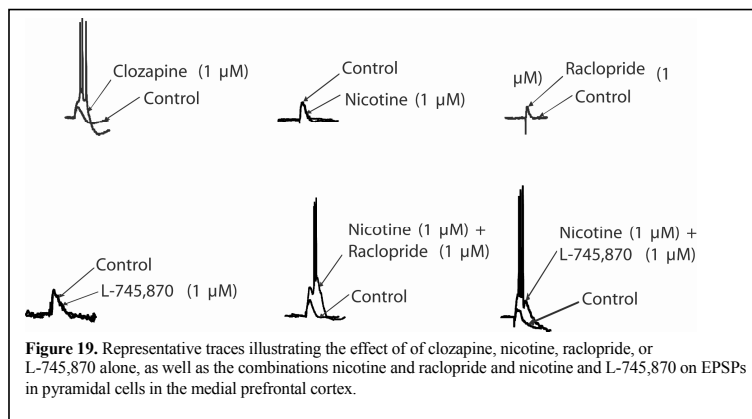 Clozapine (1 µM)
Control
Control
Nicotine (1 µM)
µM) Raclopride (1
Control
Control
L-745,870 (1 µM)
Nicotine (1 µM) +
Raclopride (1 µM)
Control
Nicotine (1 µM) +
L-745,870 (1 µM)
Control
Figure 19. Representative traces illustrating the effect of of clozapine, nicotine, raclopride, or
L-745,870 alone, as well as the combinations nicotine and raclopride and nicotine and L-745,870 on EPSPs
in pyramidal cells in the medial prefrontal cortex.